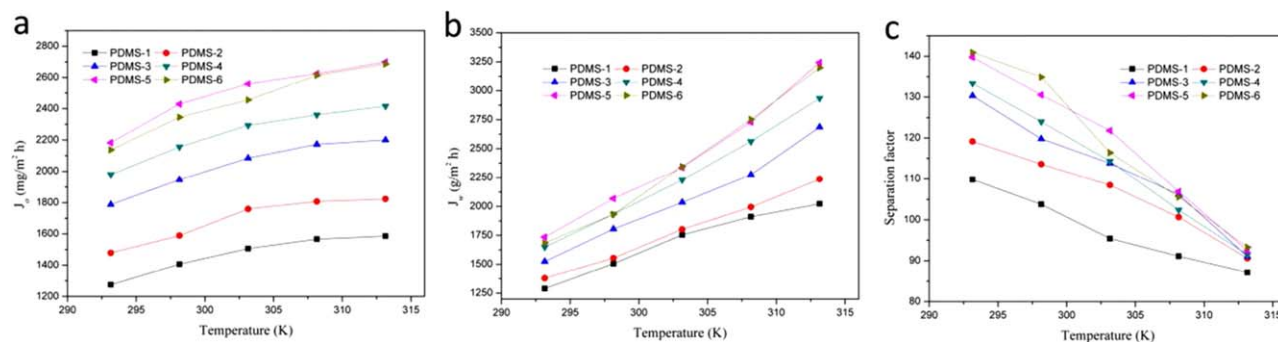 a
2800
2600
2400
2200
2000
1800
1600
1400
1200
J_o (mg/m² h)
PDMS-1 PDMS-2
PDMS-3 PDMS-4
PDMS-5 PDMS-6
290 295 300 305 310 315
Temperature (K)
b
3500
3250
3000
2750
2500
2250
2000
1750
1500
1250
J_w (g/m² h)
PDMS-1 PDMS-2
PDMS-3 PDMS-4
PDMS-5 PDMS-6
290 295 300 305 310 315
Temperature (K)
c
140
130
120
110
100
90
80
Separation factor
PDMS-1 PDMS-2
PDMS-3 PDMS-4
PDMS-5 PDMS-6
290 295 300 305 310 315
Temperature (K)